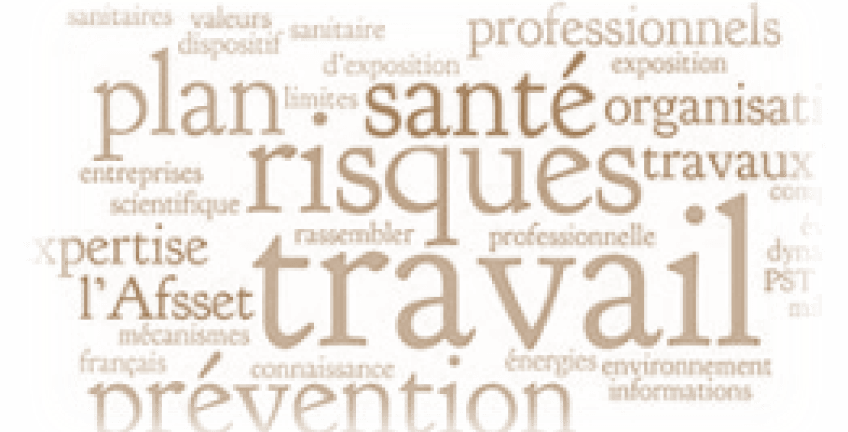 sanitaires valeurs sanitaire professionnels
dispositif
d'exposition exposition
plan limites santé organisat
risques travaux
entreprises
scientifique
rassembler professionnelle
xpertise travail
PST
l'Afsset
mécanismes
français connaissance énergies environnement
prévention informations